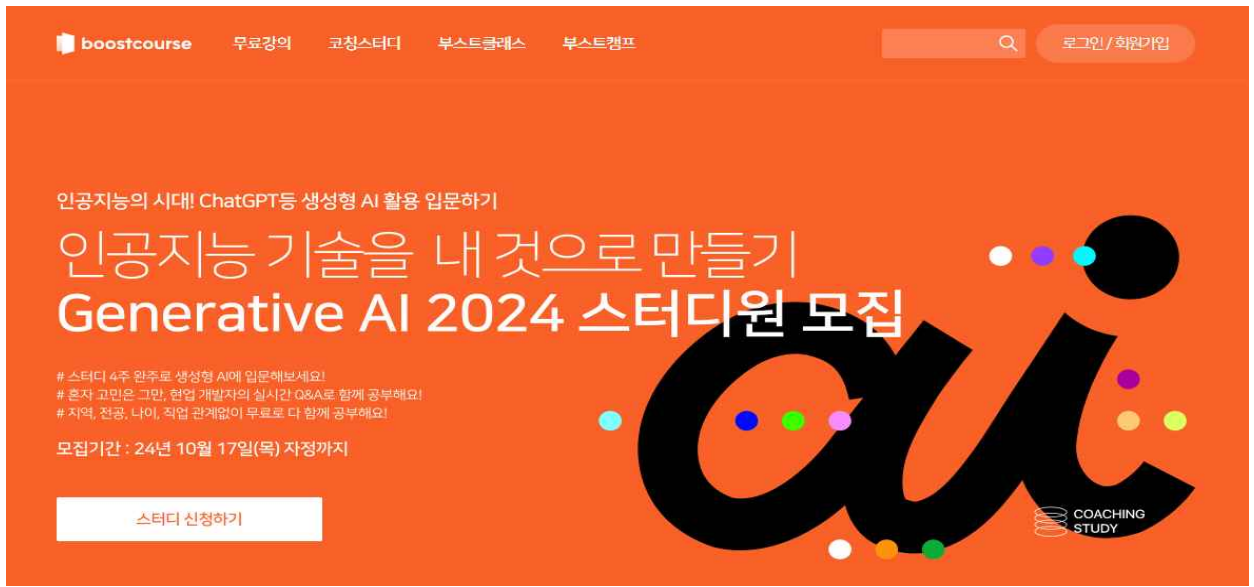 boostcourse 무료강의 코칭스터디 부스트클래스 부스트캠프 로그인/회원가입
인공지능의 시대! ChatGPT등 생성형 AI 활용 입문하기
인공지능 기술을 내 것으로 만들기
Generative AI 2024 스터디원 모집
# 스터디 4주 완주로 생성형 AI에 입문해보세요!
# 혼자 고민은 그만, 현업 개발자의 실시간 Q&A로 함께 공부해요!
# 지역, 전공, 나이, 직업 관계없이 무료로 다 함께 공부해요!
모집기간 : 24년 10월 17일(목) 자정까지
스터디 신청하기
ai
COACHING
STUDY